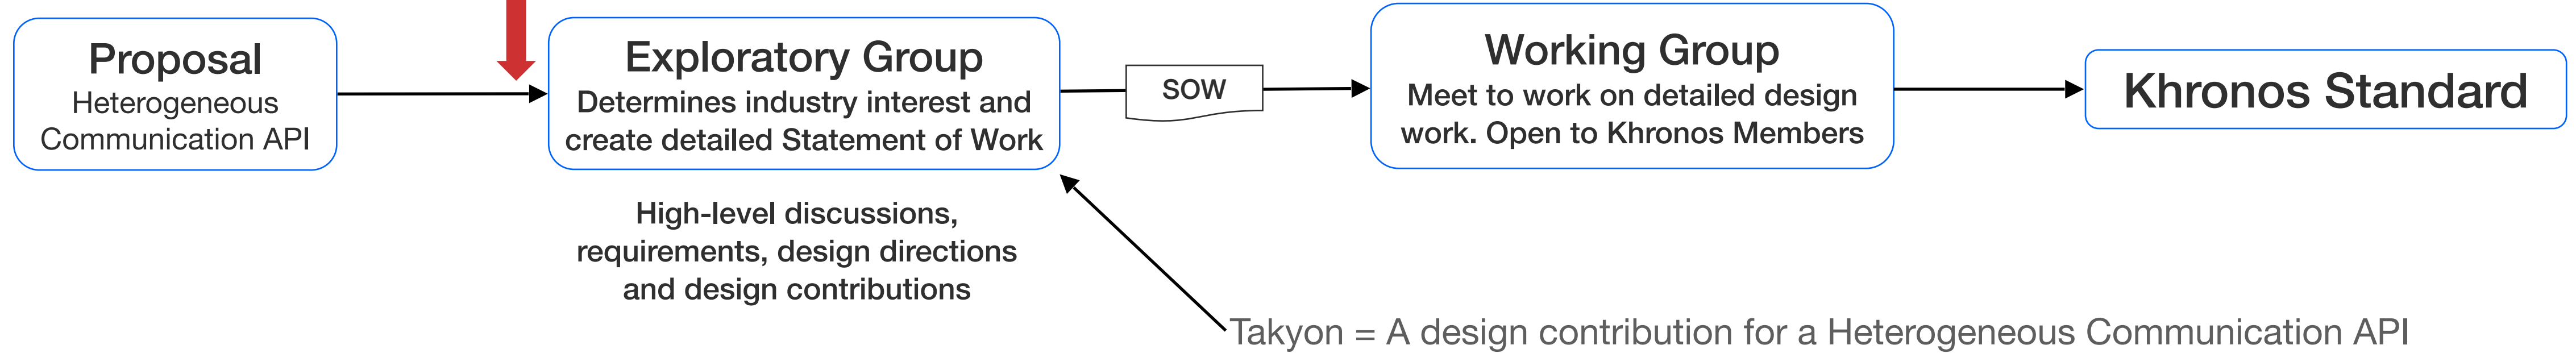 Proposal
Heterogeneous
Communication API
Exploratory Group
Determines industry interest and
create detailed Statement of Work
High-level discussions,
requirements, design directions
and design contributions
SOW
Working Group
Meet to work on detailed design
work. Open to Khronos Members
Khronos Standard
Takyon = A design contribution for a Heterogeneous Communication API